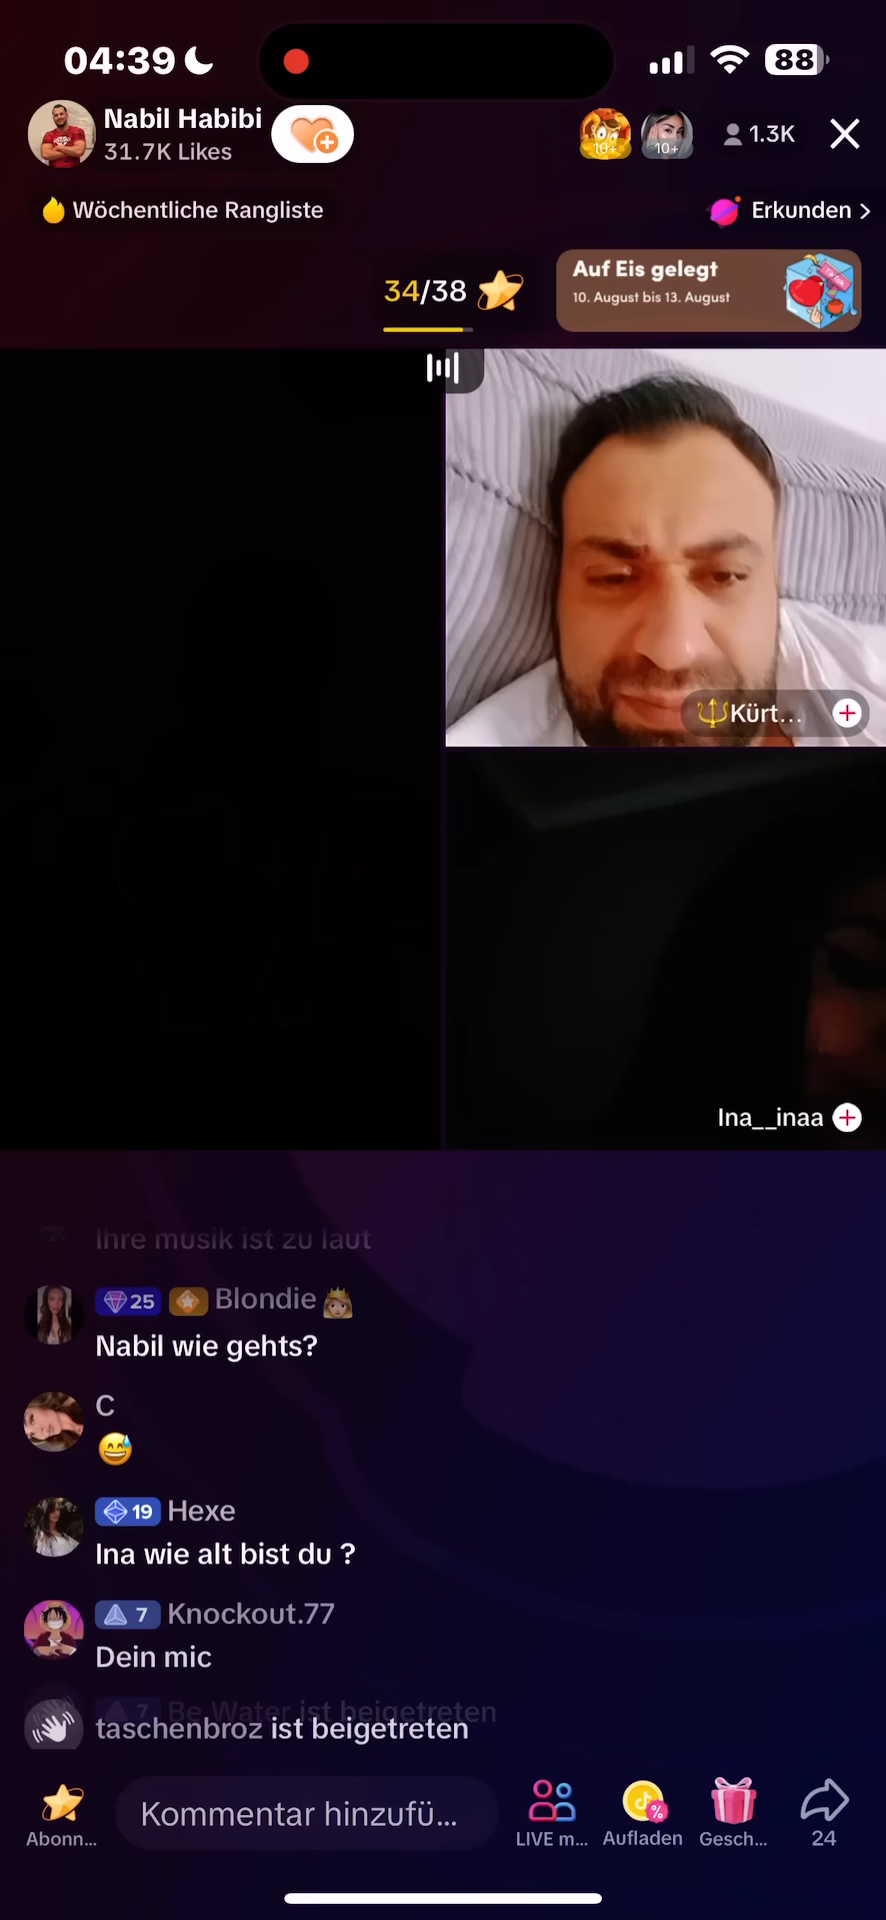 04:39
88
Nabil Habibi
31.7K Likes
10+
10+
1.3K
Wöchentliche Rangliste
Erkunden >
34/38
Auf Eis gelegt
10. August bis 13. August
Kürt...
Ina__inaa
Ihre musik ist zu laut
25 Blondie
Nabil wie gehts?
C
19 Hexe
Ina wie alt bist du ?
7 Knockout.77
Dein mic
7 Be Water ist beigetreten
taschenbroz ist beigetreten
Kommentar hinzufü...
Abonn...
LIVE m...
Aufladen
Gesch...
24